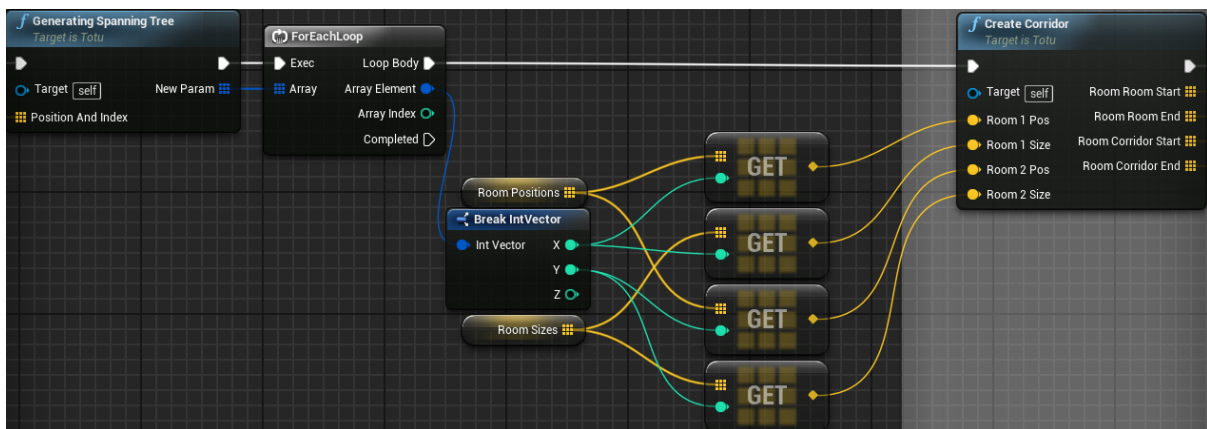 Generating Spanning Tree
Target is Totu
Target self New Param
Position And Index
ForEachLoop
Exec Loop Body
Array Array Element
Array Index
Completed
Room Positions
Break IntVector
Int Vector X
Y
Z
Room Sizes
GET
GET
GET
GET
Create Corridor
Target is Totu
Target self Room Room Start
Room 1 Pos Room Room End
Room 1 Size Room Corridor Start
Room 2 Pos Room Corridor End
Room 2 Size